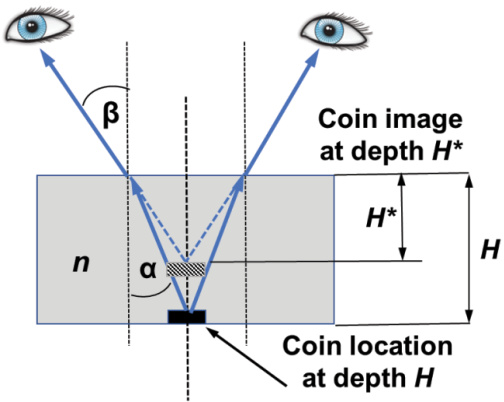 β
Coin image
at depth H*
H*
H
n
α
Coin location
at depth H